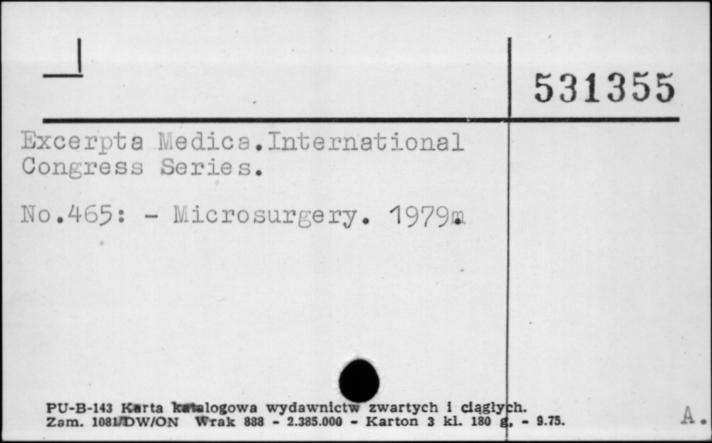 531355
Excerpta Medica.International
Congress Series.
No.465: - Microsurgery. 1979.
PU-B-143 Karta katalogowa wydawnictw zwartych i ciągłych.
Zam. 1081/DW/ON Wrak 888 - 2.385.000 - Karton 3 kl. 180 g. - 9.75.
A.